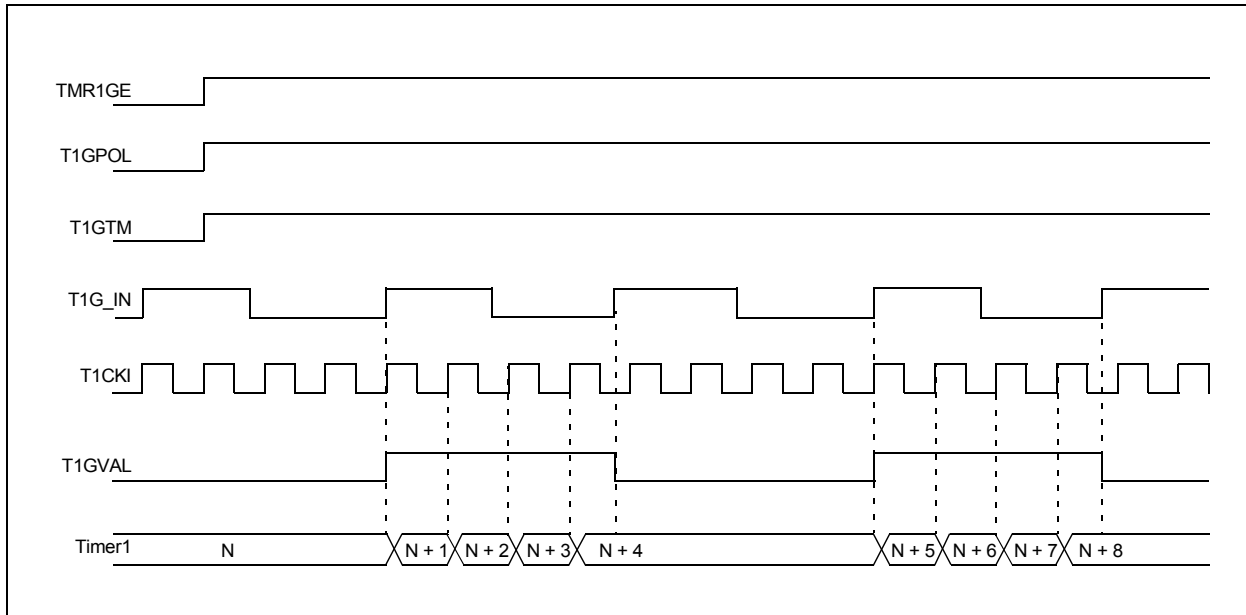 TMR1GE
T1GPOL
T1GTM
T1G_IN
T1CKI
T1GVAL
Timer1 N N + 1 N + 2 N + 3 N + 4 N + 5 N + 6 N + 7 N + 8